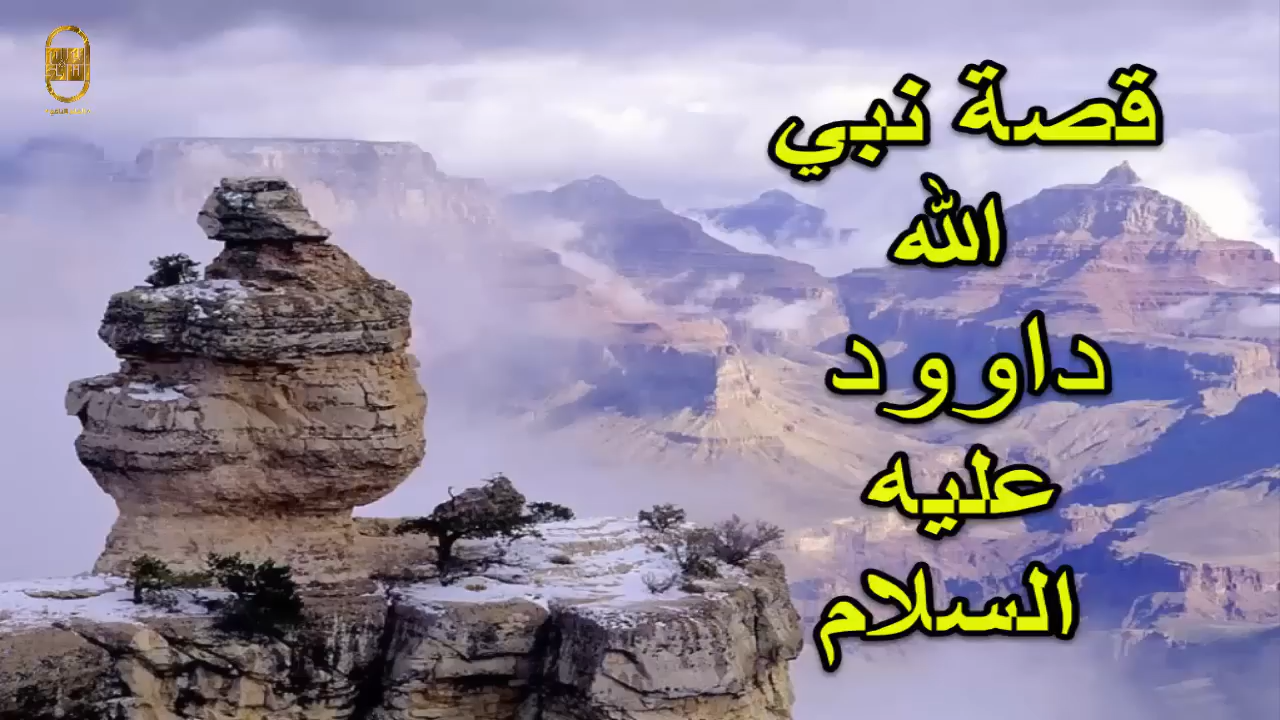 قصة نبي
الله
داوود
عليه
السلام